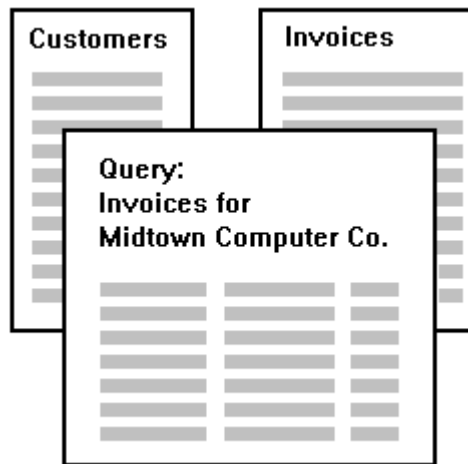 Customers
Invoices
Query:
Invoices for
Midtown Computer Co.